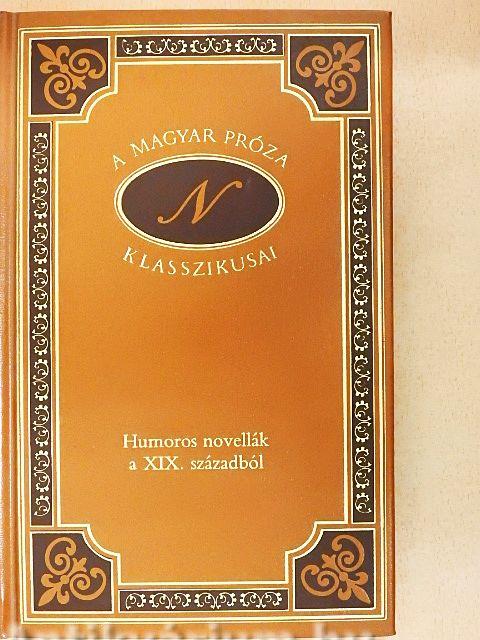 A MAGYAR PRÓZA
N
KLASSZIKUSAI
Humoros novellák
a XIX. századból